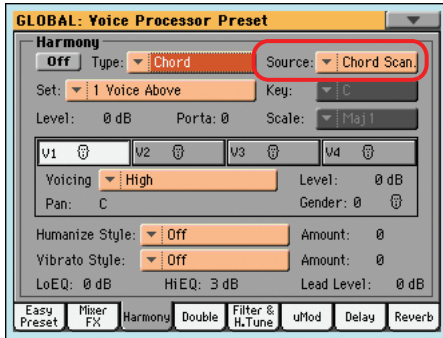 GLOBAL: Voice Processor Preset
Harmony
Off Type: Chord Source: Chord Scan.
Set: 1 Voice Above Key: C
Level: 0 dB Porta: 0 Scale: Maj1
V1 V2 V3 V4
Voicing High Level: 0 dB
Pan: C Gender: 0
Humanize Style: Off Amount: 0
Vibrato Style: Off Amount: 0
LoEQ: 0 dB HiEQ: 3 dB Lead Level: 0 dB
Easy Preset Mixer FX Harmony Double Filter & H.Tune uMod Delay Reverb